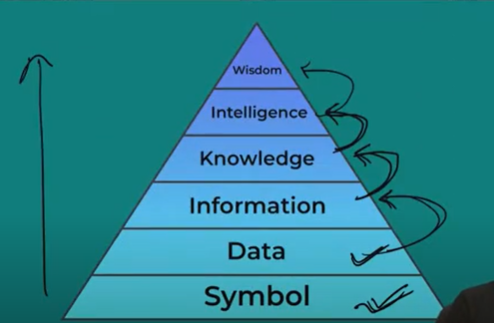 Wisdom
Intelligence
Knowledge
Information
Data
Symbol